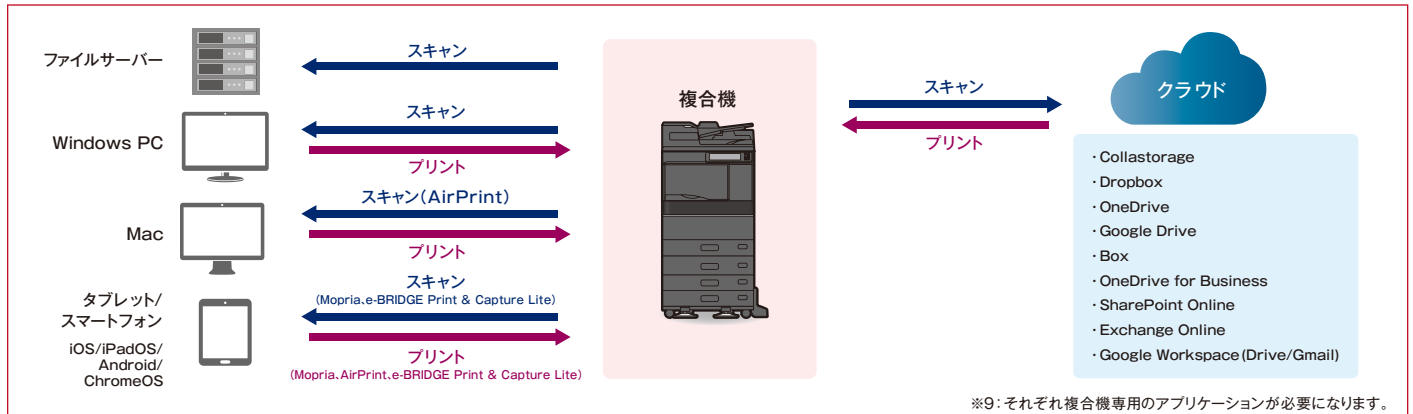 ファイルサーバー
スキャン
Windows PC
スキャン
プリント
Mac
スキャン(AirPrint)
プリント
タブレット/
スマートフォン
iOS/iPadOS/
Android/
ChromeOS
スキャン
(Mopria、e-BRIDGE Print & Capture Lite)
プリント
(Mopria、AirPrint、e-BRIDGE Print & Capture Lite)
複合機
スキャン
プリント
クラウド
・Collastorage
・Dropbox
・OneDrive
・Google Drive
・Box
・OneDrive for Business
・SharePoint Online
・Exchange Online
・Google Workspace(Drive/Gmail)
※9：それぞれ複合機専用のアプリケーションが必要になります。